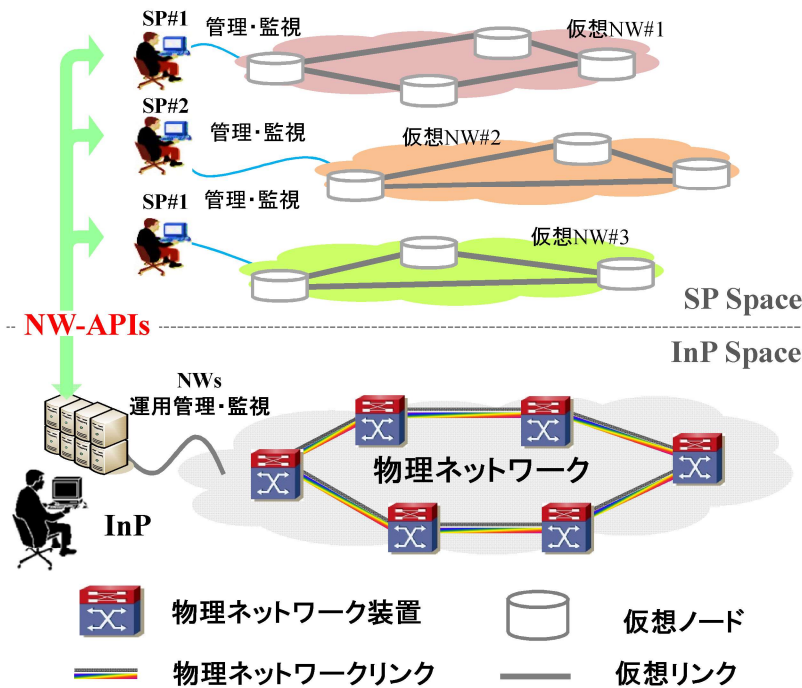 SP#1
管理・監視
仮想NW#1
SP#2
管理・監視
仮想NW#2
SP#1
管理・監視
仮想NW#3
SP Space
NW-APIs
InP Space
NWs
運用管理・監視
物理ネットワーク
InP
物理ネットワーク装置
仮想ノード
物理ネットワークリンク
仮想リンク